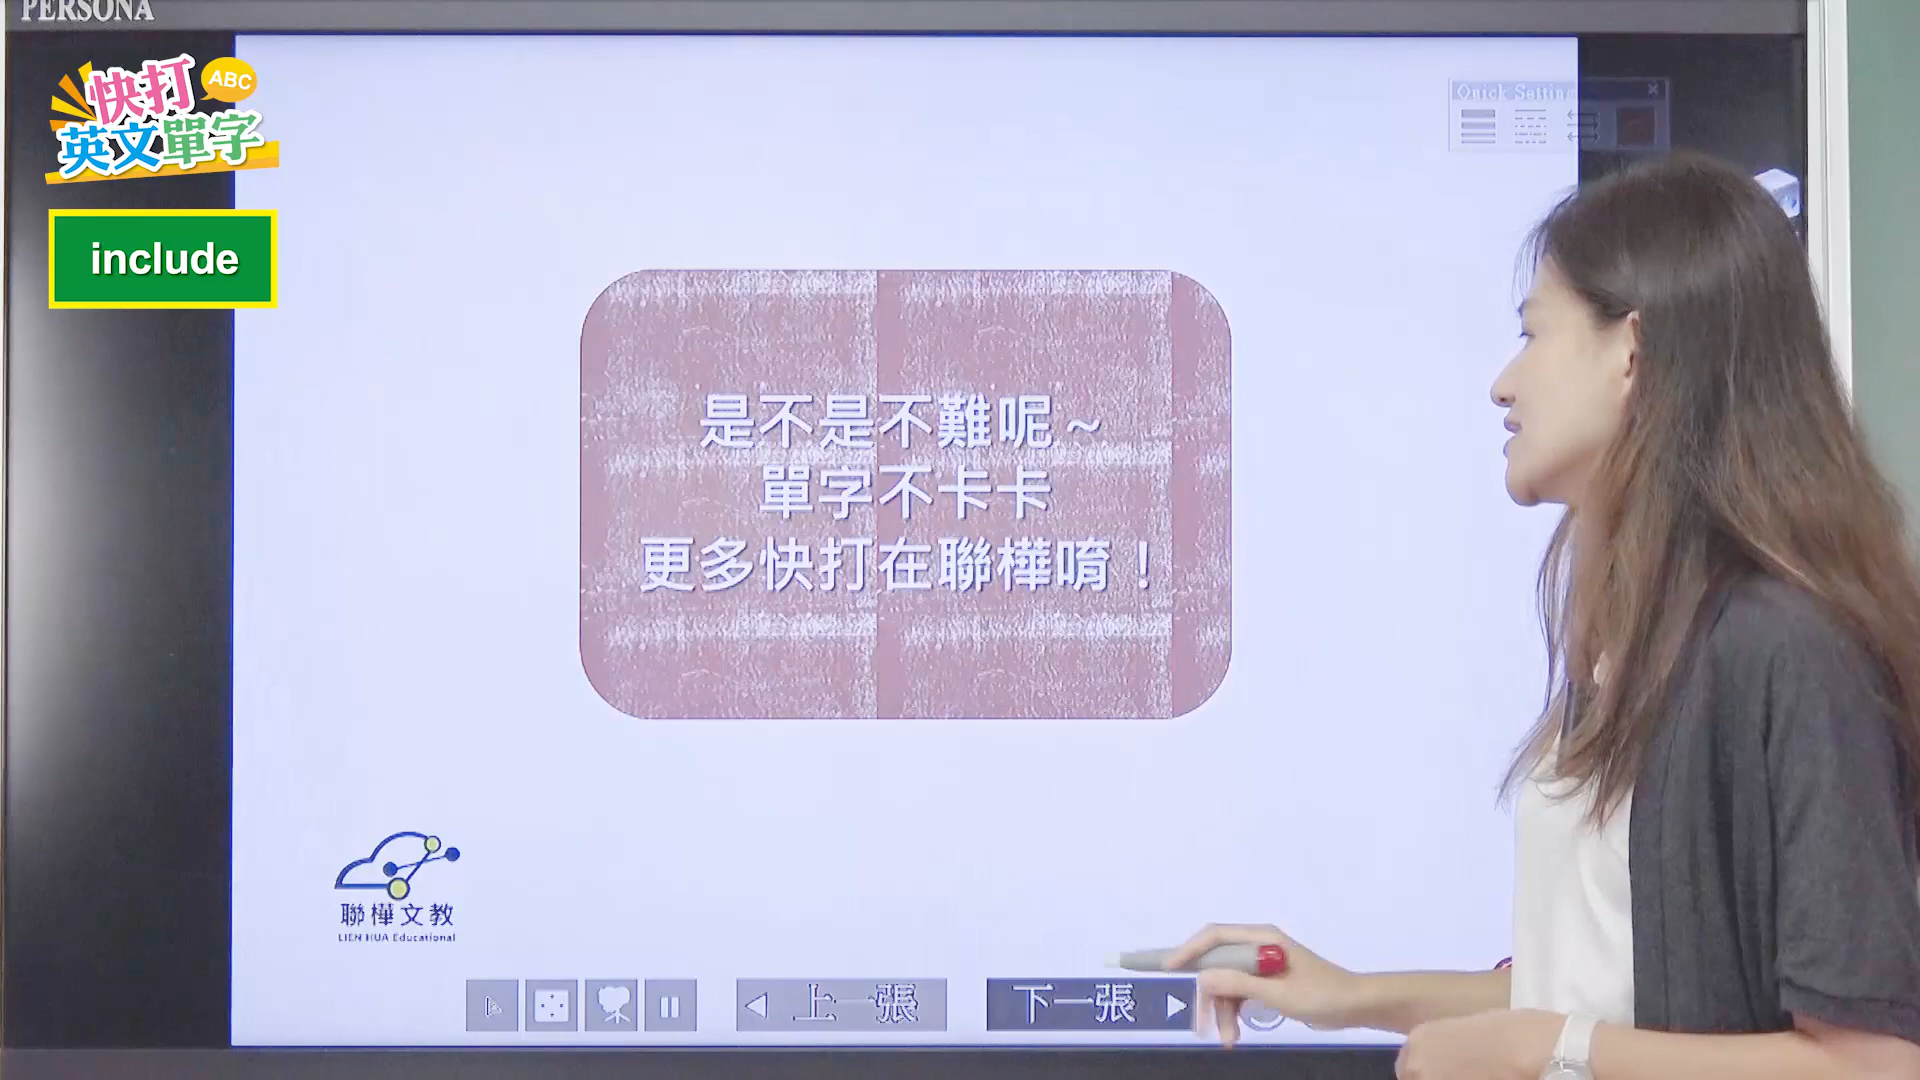 PERSONA
快打
ABC
英文單字
include
Quick Settin
是不是不難呢~
單字不卡卡
更多快打在聯樺唷!
聯樺文教
LIEN HUA Educational
上一張
下一張